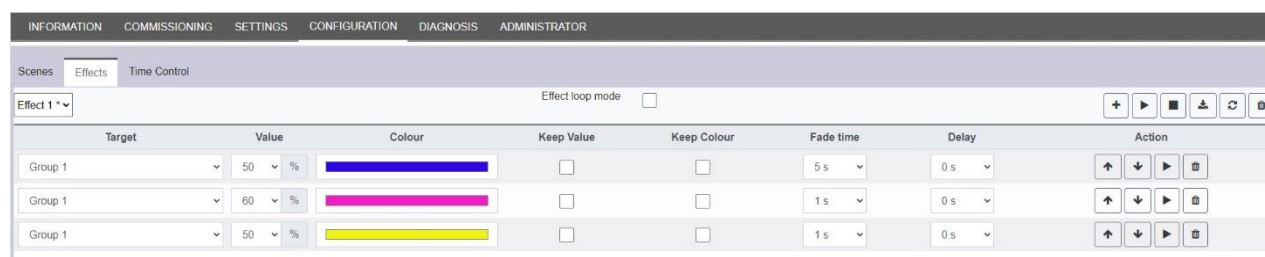 INFORMATION COMMISSIONING SETTINGS CONFIGURATION DIAGNOSIS ADMINISTRATOR
Scenes Effects Time Control
Effect 1 * Effect loop mode
Target Value Colour Keep Value Keep Colour Fade time Delay Action
Group 1 50 % 5 s 0 s
Group 1 60 % 1 s 0 s
Group 1 50 % 1 s 0 s